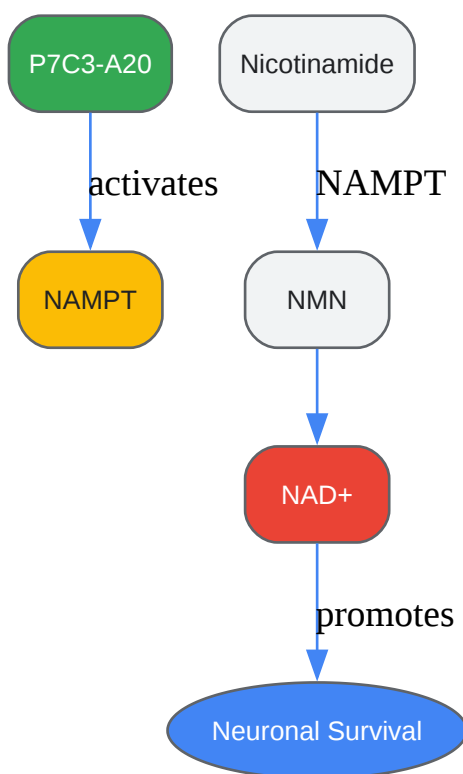 P7C3-A20
Nicotinamide
activates
NAMPT
NAMPT
NMN
NAD+
promotes
Neuronal Survival